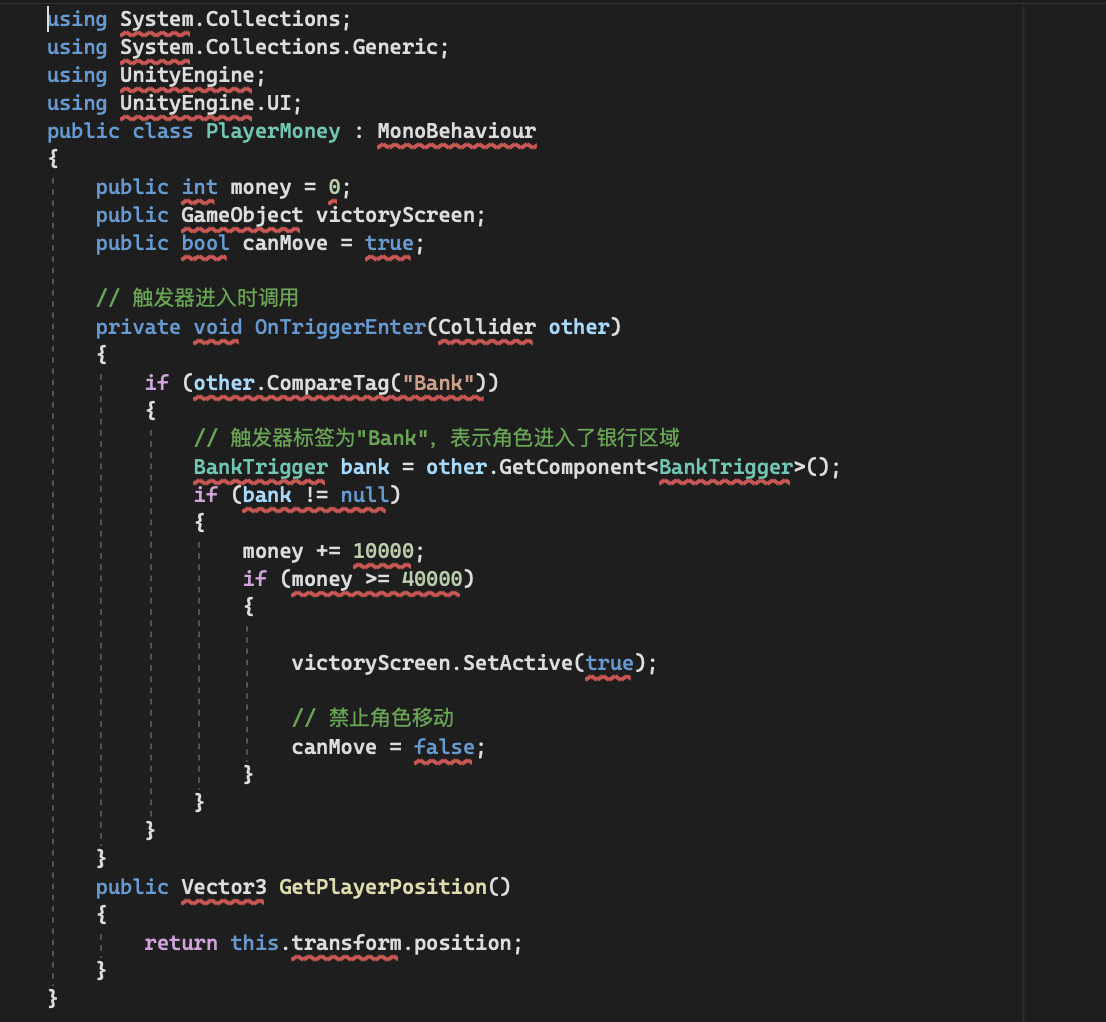 using System.Collections;
using System.Collections.Generic;
using UnityEngine;
using UnityEngine.UI;
public class PlayerMoney : MonoBehaviour
{
    public int money = 0;
    public GameObject victoryScreen;
    public bool canMove = true;

    // 触发器进入时调用
    private void OnTriggerEnter(Collider other)
    {
        if (other.CompareTag("Bank"))
        {
            // 触发器标签为"Bank"，表示角色进入了银行区域
            BankTrigger bank = other.GetComponent<BankTrigger>();
            if (bank != null)
            {
                money += 10000;
                if (money >= 40000)
                {

                    victoryScreen.SetActive(true);

                    // 禁止角色移动
                    canMove = false;
                }
            }
        }
    }
    public Vector3 GetPlayerPosition()
    {
        return this.transform.position;
    }
}